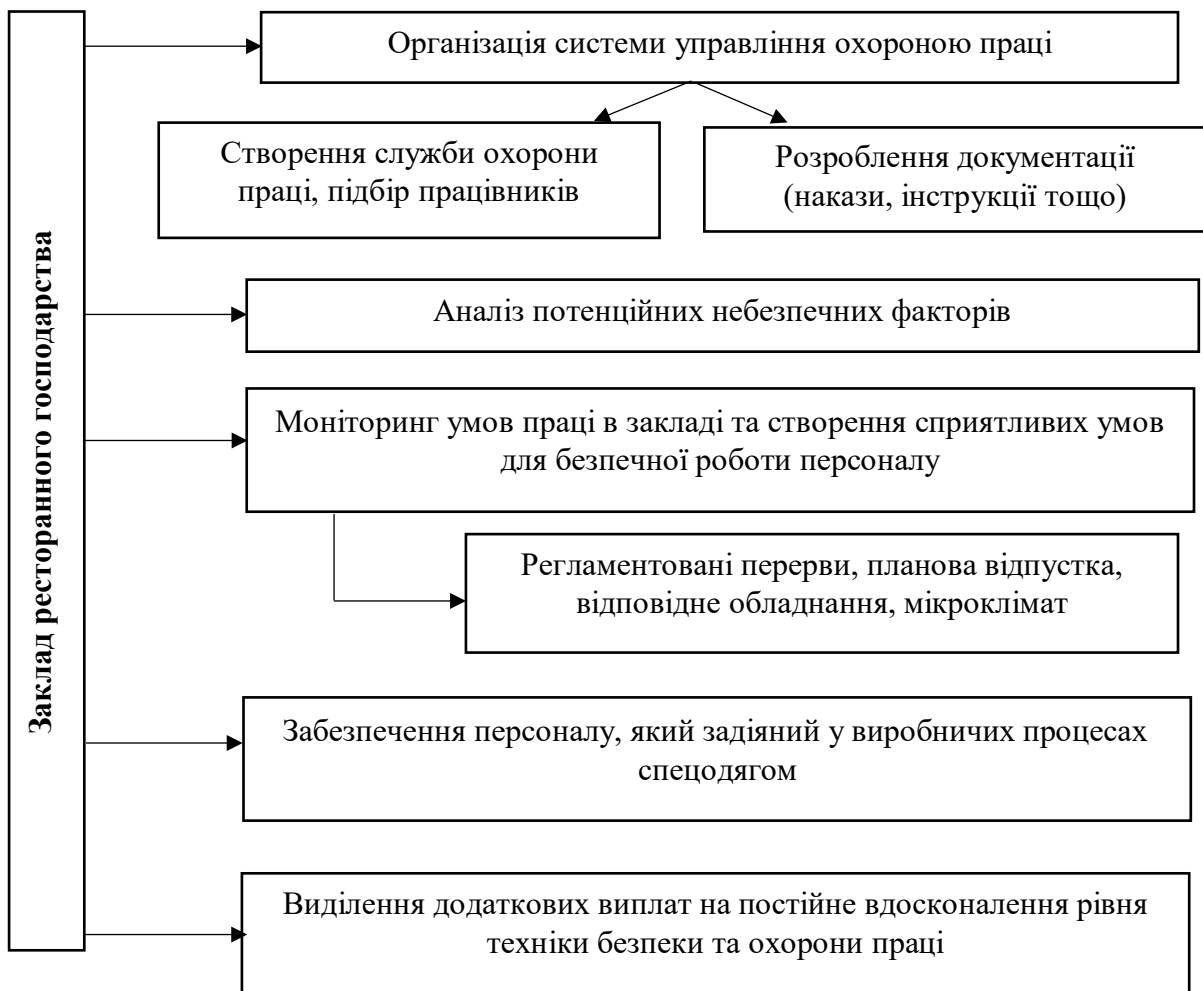 Заклад ресторанного господарства
Організація системи управління охороною праці
Створення служби охорони
праці, підбір працівників
Розроблення документації
(накази, інструкції тощо)
Аналіз потенційних небезпечних факторів
Моніторинг умов праці в закладі та створення сприятливих умов
для безпечної роботи персоналу
Регламентовані перерви, планова відпустка,
відповідне обладнання, мікроклімат
Забезпечення персоналу, який задіяний у виробничих процесах
спецодягом
Виділення додаткових виплат на постійне вдосконалення рівня
техніки безпеки та охорони праці